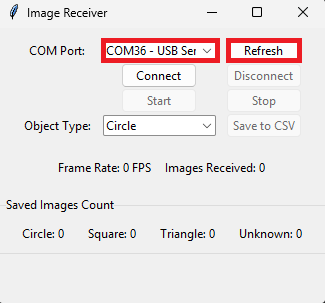 Image Receiver
COM Port: COM36 - USB Ser Refresh
Connect Disconnect
Start Stop
Object Type: Circle Save to CSV
Frame Rate: 0 FPS Images Received: 0
Saved Images Count
Circle: 0 Square: 0 Triangle: 0 Unknown: 0